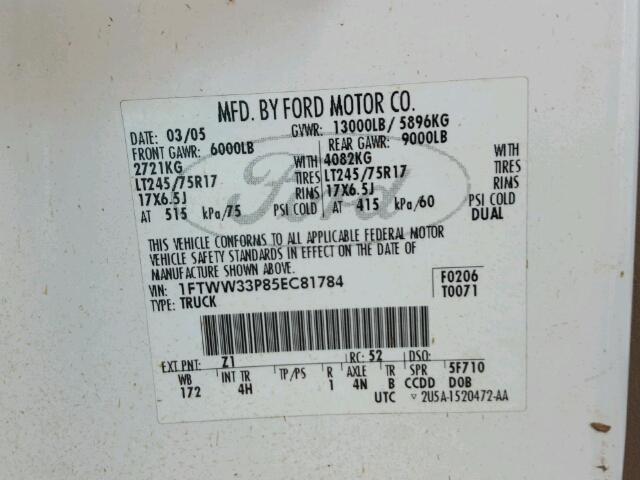 MFD. BY FORD MOTOR CO.
DATE: 03/05 GVWR: 13000LB/ 5896KG
FRONT GAWR: 6000LB REAR GAWR: 9000LB
2721KG WITH 4082KG WITH
LT245/75R17 TIRES LT245/75R17 TIRES
17X6.5J RIMS 17X6.5J RIMS
AT 515 kPa/75 PSI COLD AT 415 kPa/60 PSI COLD
DUAL
THIS VEHICLE CONFORMS TO ALL APPLICABLE FEDERAL MOTOR
VEHICLE SAFETY STANDARDS IN EFFECT ON THE DATE OF
MANUFACTURE SHOWN ABOVE.
VIN: 1FTWW33P85EC81784 F0206
TYPE: TRUCK T0071
EXT PNT: Z1 RC: 52 DSO:
WB INT TR TP/PS R AXLE TR SPR 5F710
172 4H 1 4N B CCDD DOB
UTC ▽ 2U5A-1520472-AA
Ford